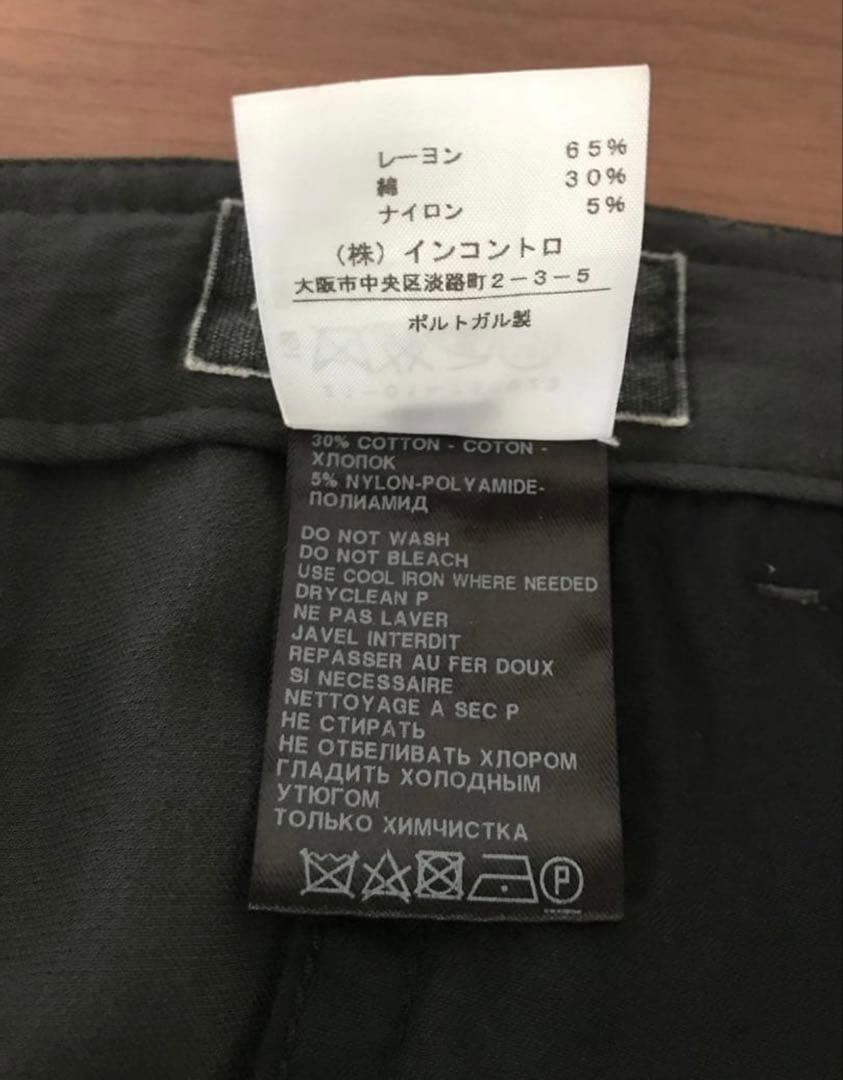 レーヨン 65%
綿 30%
ナイロン 5%
(株)インコントロ
大阪市中央区淡路町2-3-5
ポルトガル製
30% COTTON - COTON -
ХЛОПОК
5% NYLON-POLYAMIDE-
ПОЛИАМИД
DO NOT WASH
DO NOT BLEACH
USE COOL IRON WHERE NEEDED
DRYCLEAN P
NE PAS LAVER
JAVEL INTERDIT
REPASSER AU FER DOUX
SI NECESSAIRE
NETTOYAGE A SEC P
НЕ СТИРАТЬ
НЕ ОТБЕЛИВАТЬ ХЛОРОМ
ГЛАДИТЬ ХОЛОДНЫМ
УТЮГОМ
ТОЛЬКО ХИМЧИСТКА
P